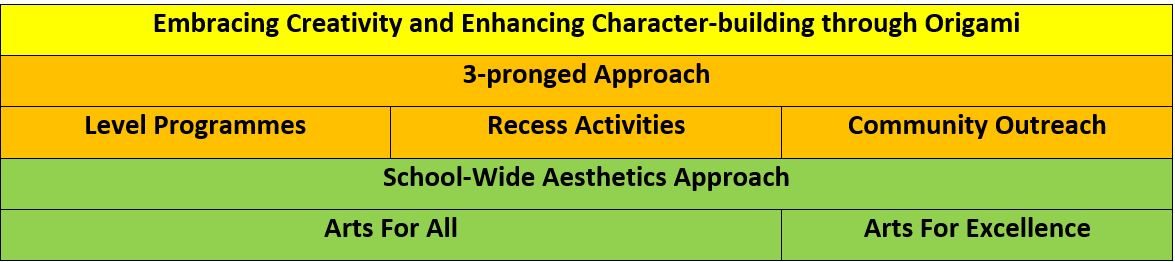 Embracing Creativity and Enhancing Character-building through Origami
3-pronged Approach
Level Programmes
Recess Activities
Community Outreach
School-Wide Aesthetics Approach
Arts For All
Arts For Excellence